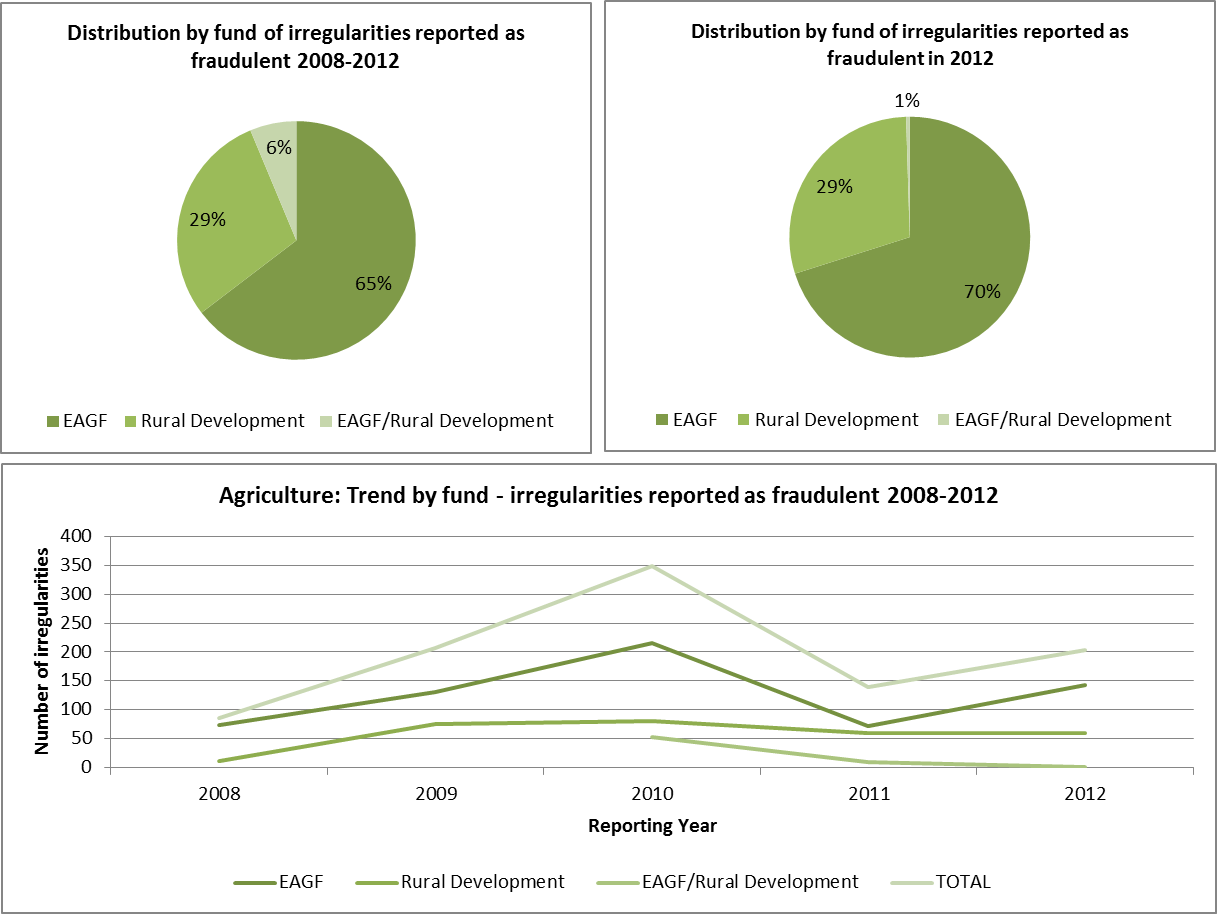 Distribution by fund of irregularities reported as
fraudulent 2008-2012
6%
29%
65%
EAGF Rural Development EAGF/Rural Development
Distribution by fund of irregularities reported as
fraudulent in 2012
1%
29%
70%
EAGF Rural Development EAGF/Rural Development
Agriculture: Trend by fund - irregularities reported as fraudulent 2008-2012
Number of irregularities
400
350
300
250
200
150
100
50
0
2008 2009 2010 2011 2012
Reporting Year
EAGF Rural Development EAGF/Rural Development TOTAL